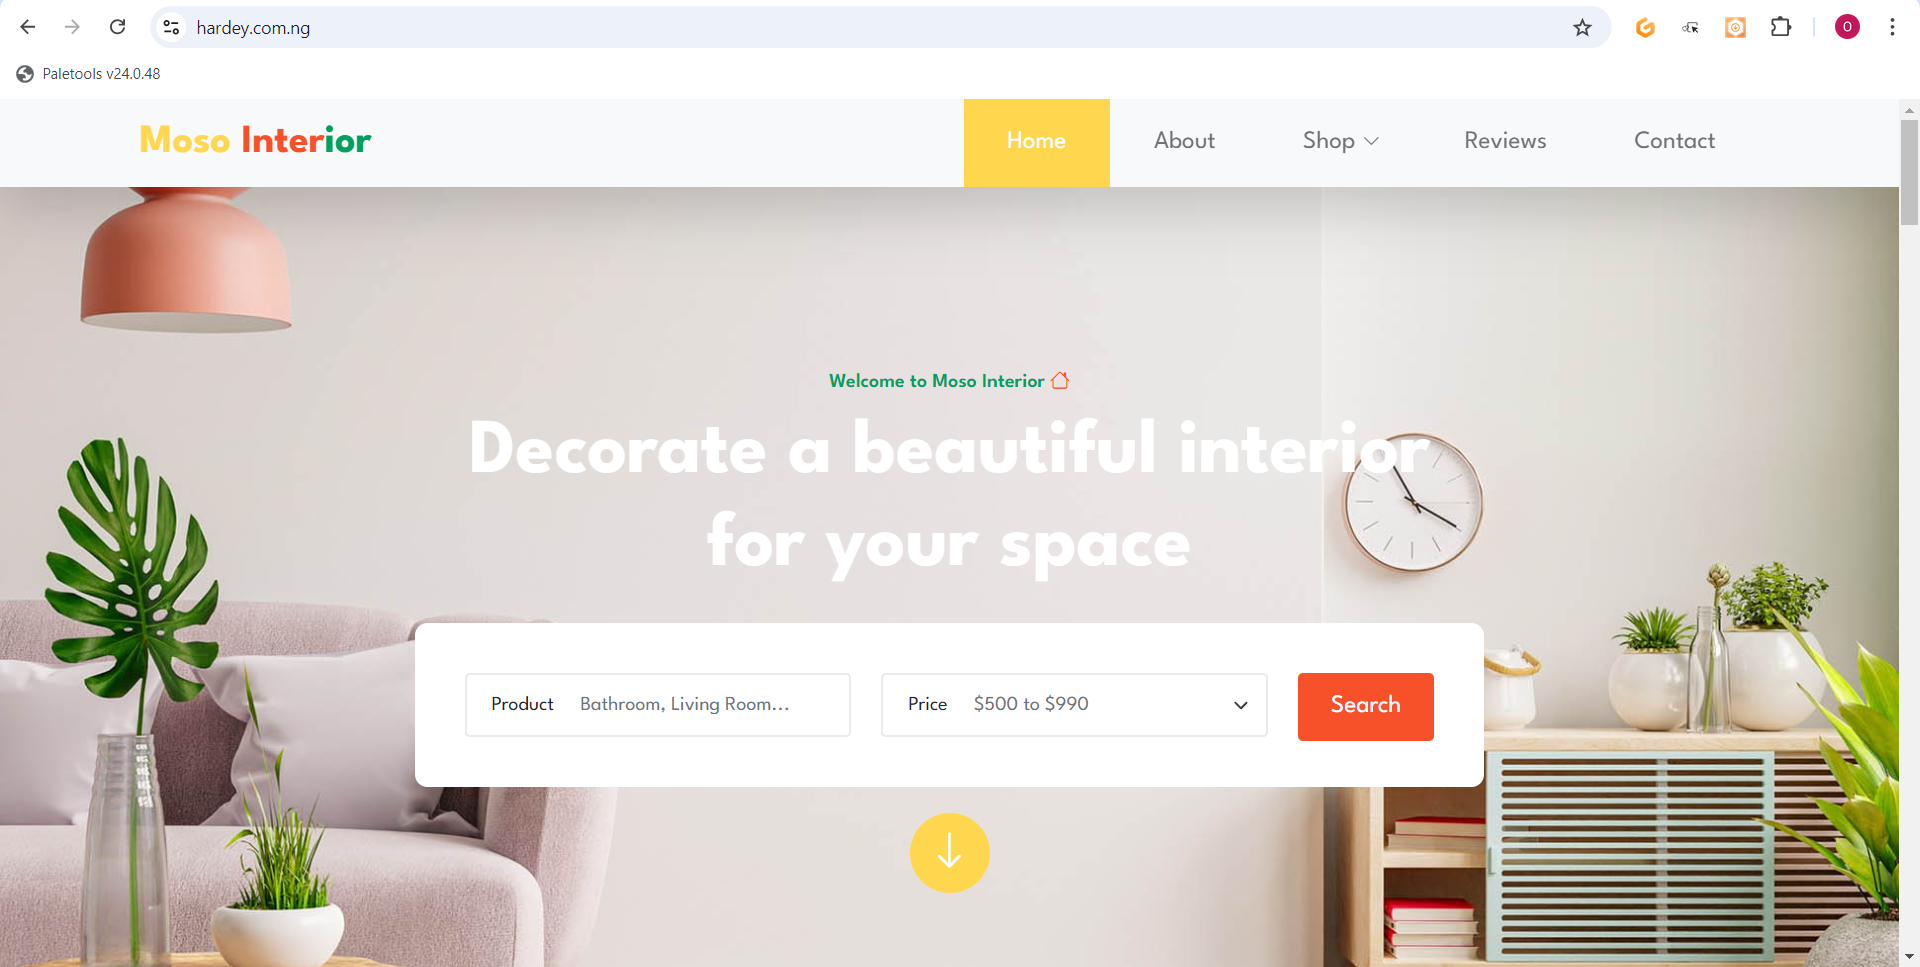 hardey.com.ng
O
Paletools v24.0.48
Moso Interior
Home
About
Shop
Reviews
Contact
Welcome to Moso Interior
Decorate a beautiful interior
for your space
Product Bathroom, Living Room...
Price $500 to $990
Search